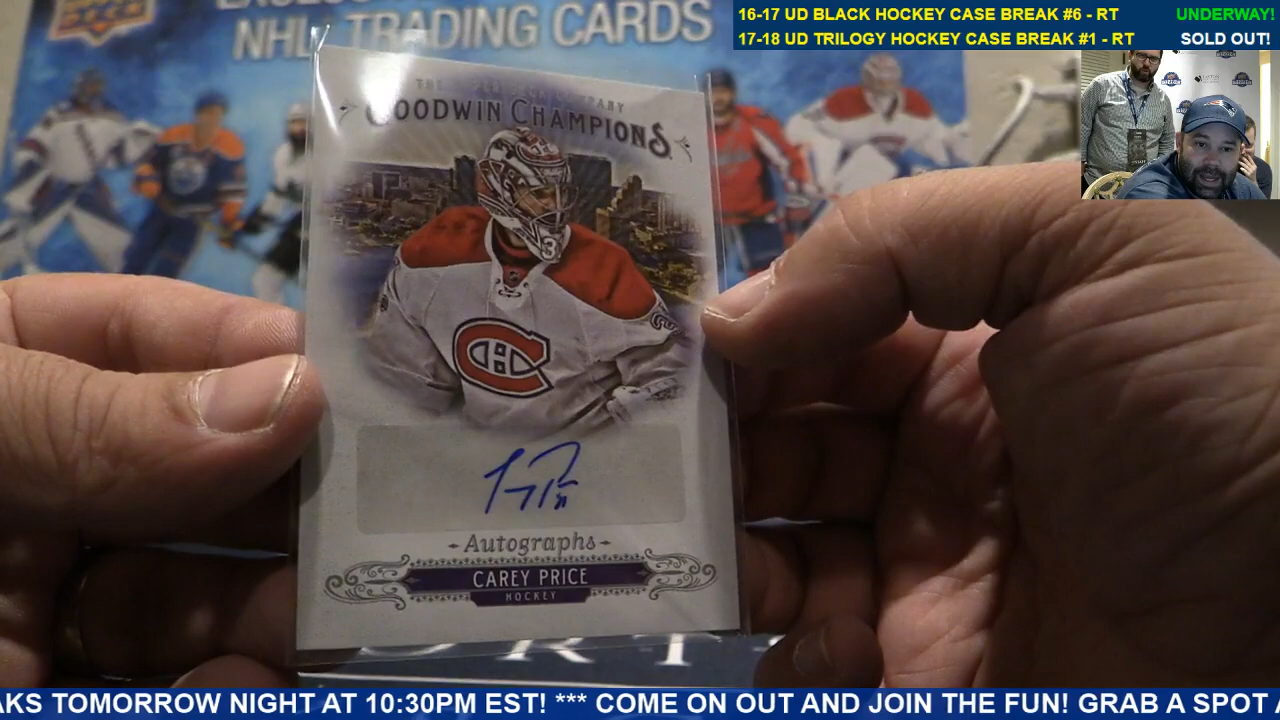 16-17 UD BLACK HOCKEY CASE BREAK #6 - RT UNDERWAY!
17-18 UD TRILOGY HOCKEY CASE BREAK #1 - RT SOLD OUT!
NHL TRADING CARDS
GOODWIN CHAMPIONS
Autographs
CAREY PRICE
HOCKEY
AKS TOMORROW NIGHT AT 10:30PM EST! *** COME ON OUT AND JOIN THE FUN! GRAB A SPOT A